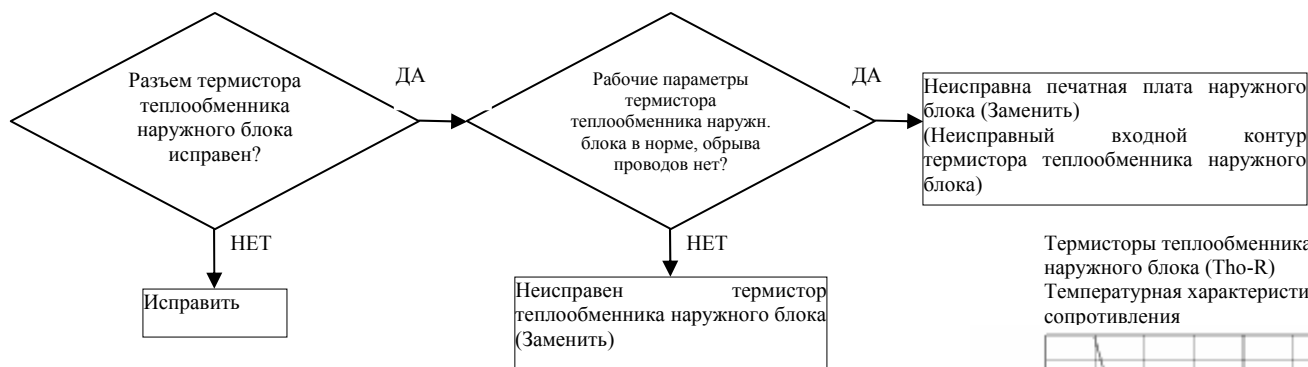 Разъем термистора
теплообменника
наружного блока
исправен?
ДА
Рабочие параметры
термистора
теплообменника наружн.
блока в норме, обрыва
проводов нет?
ДА
Неисправна печатная плата наружного
блока (Заменить)
(Неисправный входной контур
термистора теплообменника наружного
блока)
НЕТ
Исправить
НЕТ
Неисправен термистор
теплообменника наружного блока
(Заменить)
Термисторы теплообменника
наружного блока (Tho-R)
Температурная характеристи
сопротивления